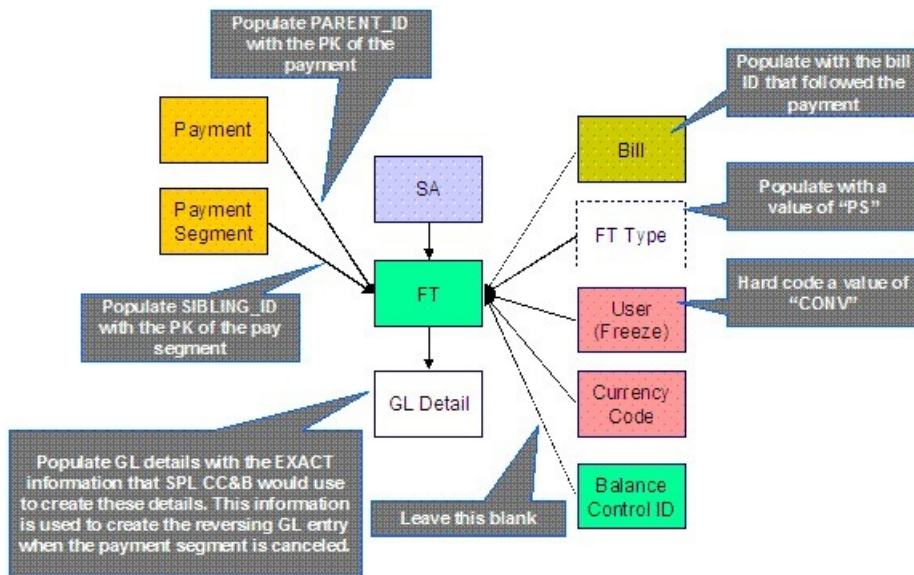 Populate PARENT_ID
with the PK of the
payment
Populate with the bill
ID that followed the
payment
Payment
Bill
SA
Populate with a
value of “PS”
Payment
Segment
FT Type
FT
Hard code a value of
“CONV”
Populate SIBLING_ID
with the PK of the pay
segment
User
(Freeze)
GL Detail
Currency
Code
Populate GL details with the EXACT
information that SPL CC&B would use
to create these details. This information
is used to create the reversing GL entry
when the payment segment is canceled.
Leave this blank
Balance
Control ID